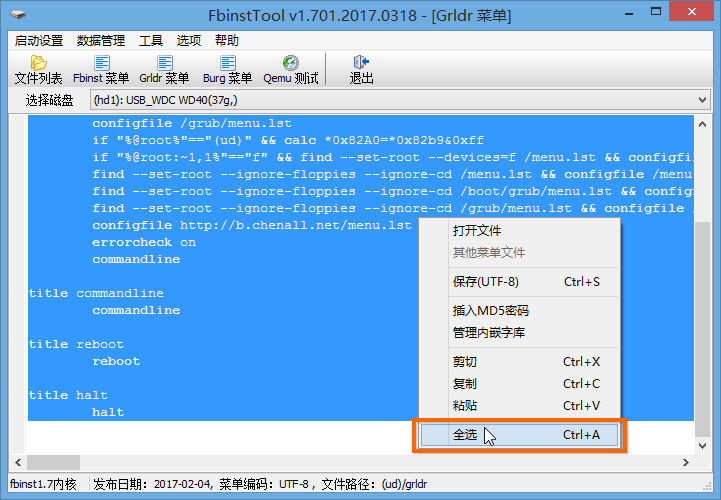 FbinstTool v1.701.2017.0318 - [Grldr 菜单]
启动设置 数据管理 工具 选项 帮助
文件列表 Fbinst 菜单 Grldr 菜单 Burg 菜单 Qemu 测试 退出
选择磁盘 (hd1): USB_WDC WD40(37g,)
configfile /grub/menu.lst
if "%@root%"=="(ud)" && calc *0x82A0=*0x82b9&0xff
if "%@root:~1,1%"=="f" && find --set-root --devices=f /menu.lst && configfil
find --set-root --ignore-floppies --ignore-cd /menu.lst && configfile /menu
find --set-root --ignore-floppies --ignore-cd /boot/grub/menu.lst && config
find --set-root --ignore-floppies --ignore-cd /grub/menu.lst && configfile /
configfile http://b.chenall.net/menu.lst
errorcheck on
commandline
title commandline
commandline
title reboot
reboot
title halt
halt
打开文件
其他菜单文件
保存(UTF-8) Ctrl+S
插入MD5密码
管理内嵌字库
剪切 Ctrl+X
复制 Ctrl+C
粘贴 Ctrl+V
全选 Ctrl+A
fbinst1.7内核 发布日期：2017-02-04, 菜单编码：UTF-8 , 文件路径：(ud)/grldr